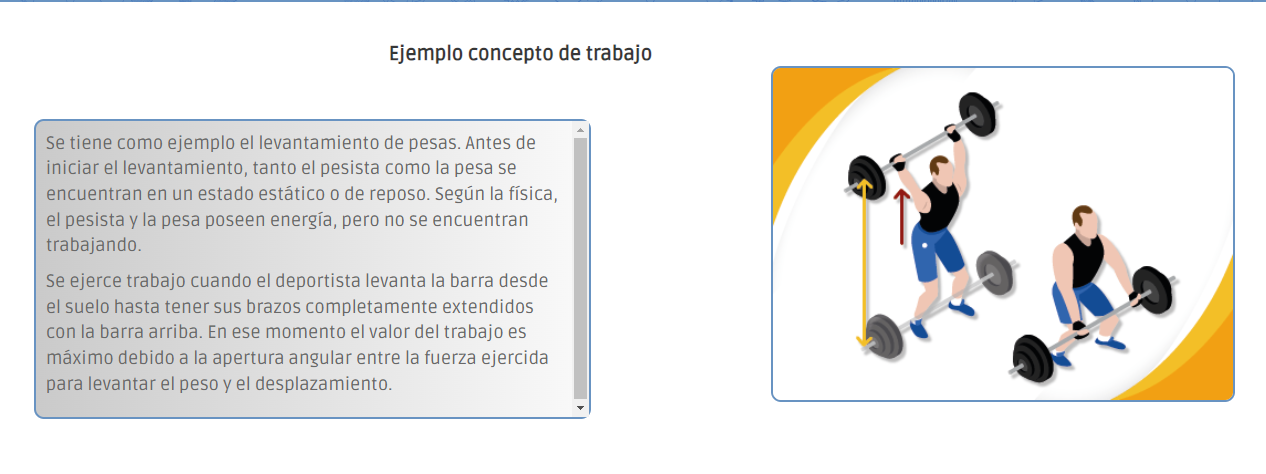 Ejemplo concepto de trabajo
Se tiene como ejemplo el levantamiento de pesas. Antes de
iniciar el levantamiento, tanto el pesista como la pesa se
encuentran en un estado estático o de reposo. Según la física,
el pesista y la pesa poseen energía, pero no se encuentran
trabajando.
Se ejerce trabajo cuando el deportista levanta la barra desde
el suelo hasta tener sus brazos completamente extendidos
con la barra arriba. En ese momento el valor del trabajo es
máximo debido a la apertura angular entre la fuerza ejercida
para levantar el peso y el desplazamiento.